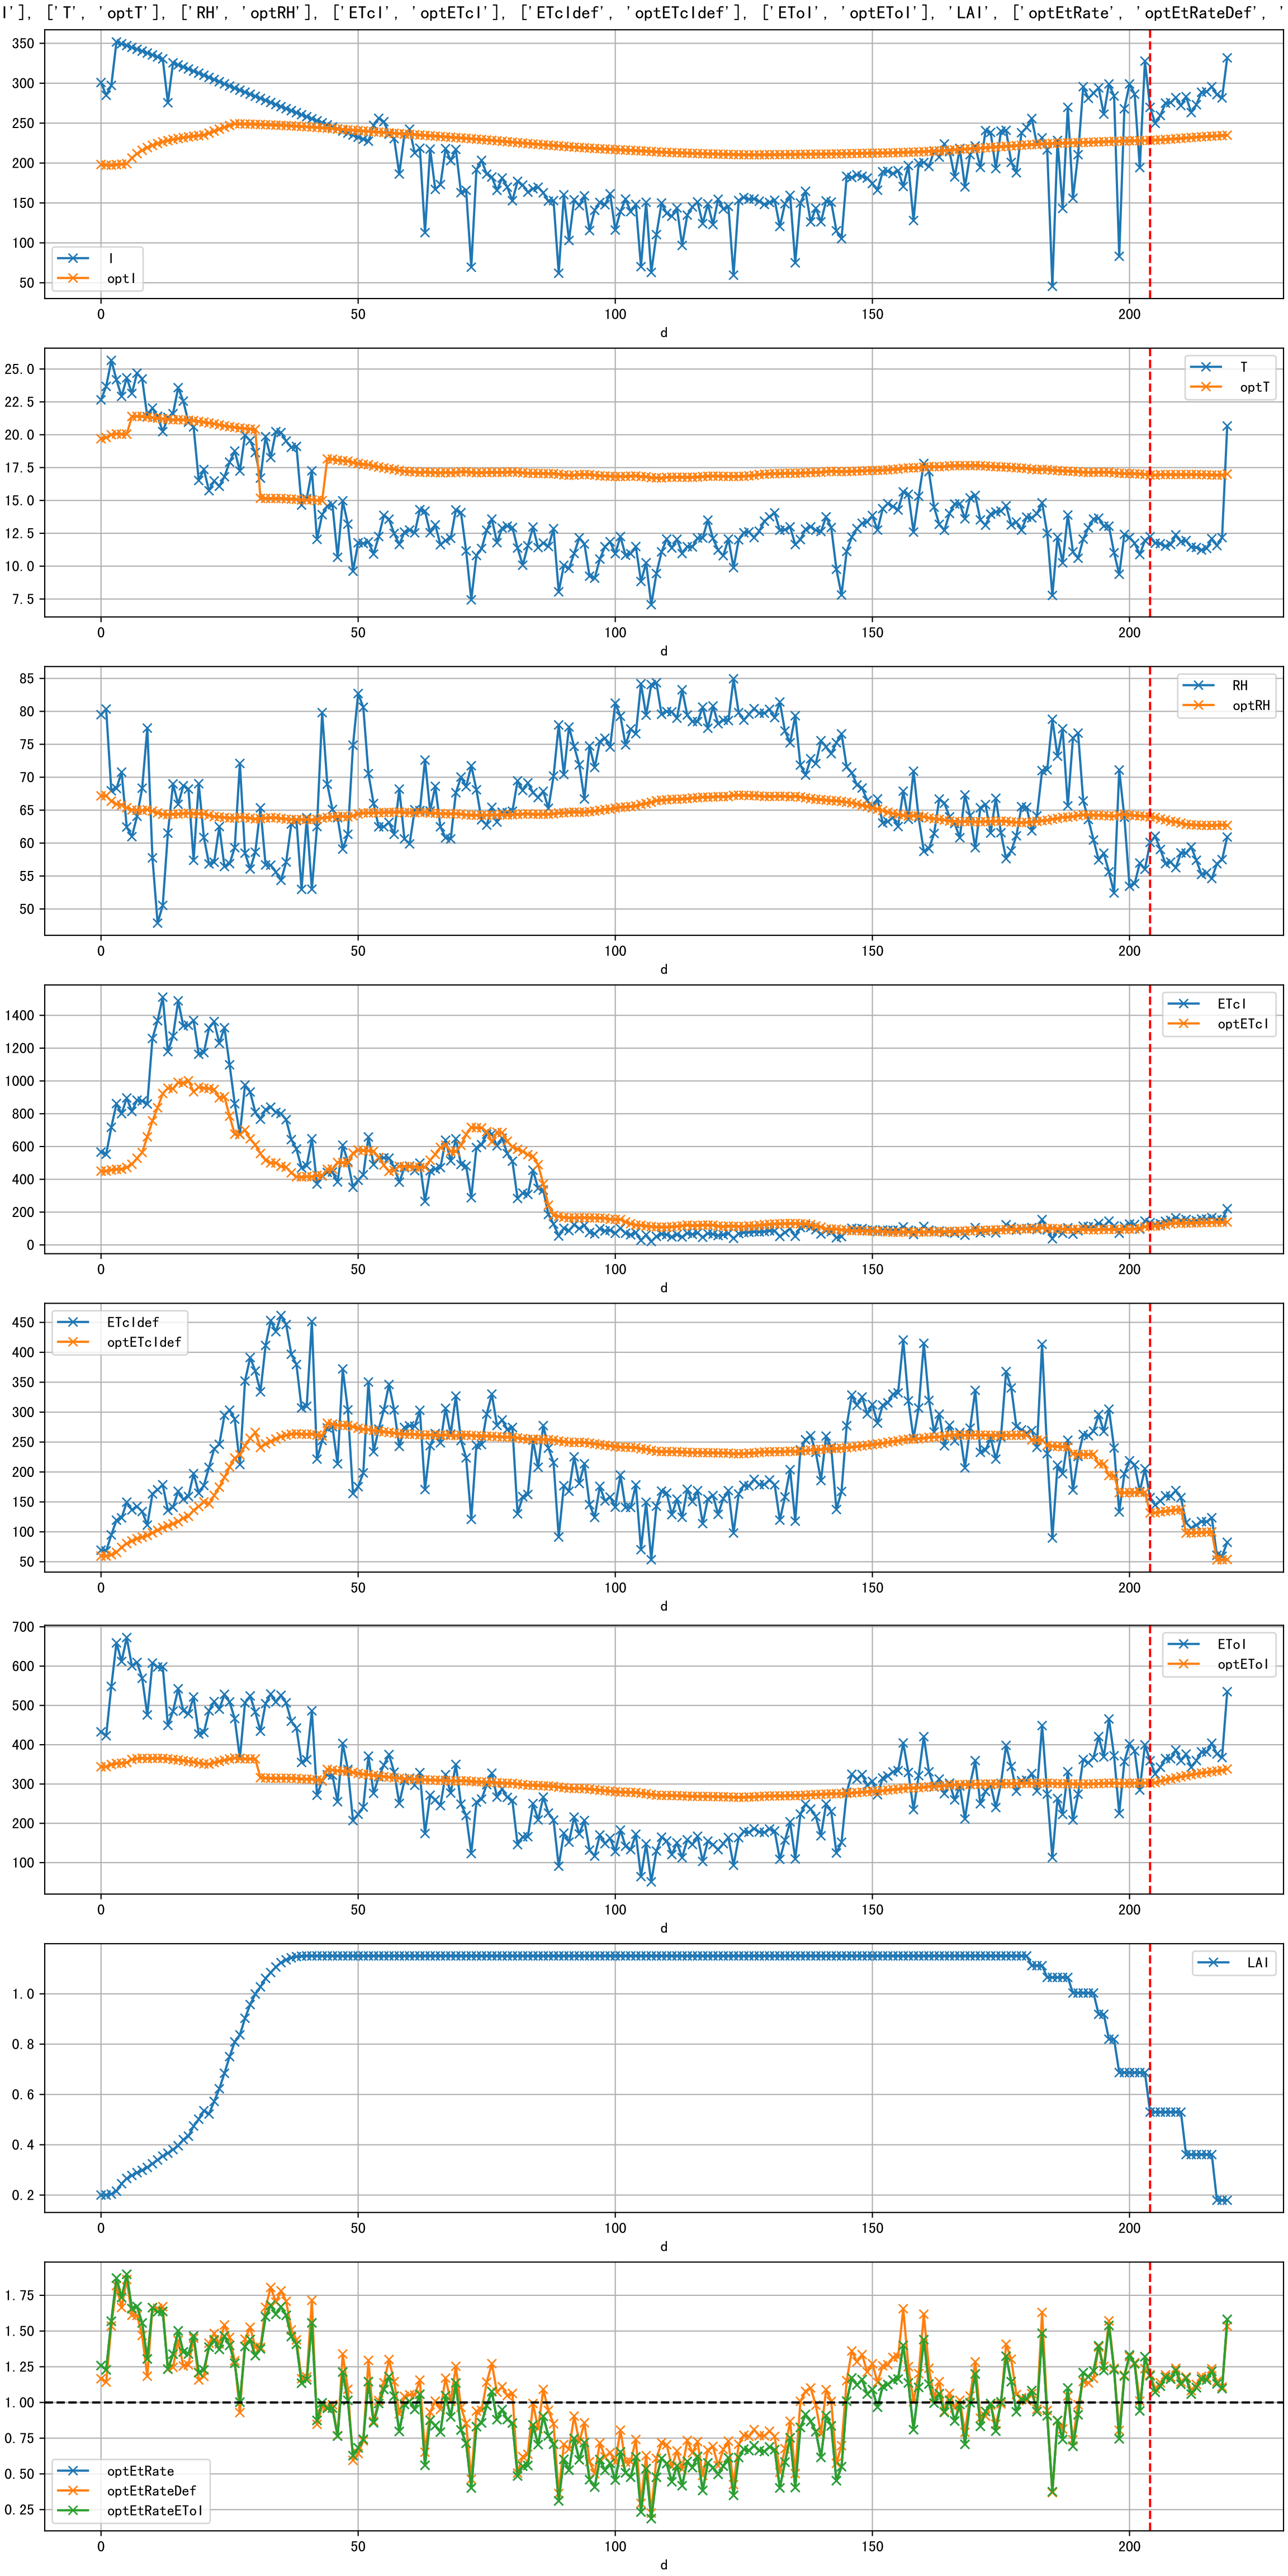 I'], ['T', 'optT'], ['RH', 'optRH'], ['ETcI', 'optETcI'], ['ETcIdef', 'optETcIdef'], ['EToI', 'optEToI'], 'LAI', ['optEtRate', 'optEtRateDef', '
350
300
250
200
150
100
50
I
optI
0 50 100 150 200
d
25.0
22.5
20.0
17.5
15.0
12.5
10.0
7.5
T
optT
0 50 100 150 200
d
85
80
75
70
65
60
55
50
RH
optRH
0 50 100 150 200
d
1400
1200
1000
800
600
400
200
0
ETcI
optETcI
0 50 100 150 200
d
450
400
350
300
250
200
150
100
50
ETcIdef
optETcIdef
0 50 100 150 200
d
700
600
500
400
300
200
100
EToI
optEToI
0 50 100 150 200
d
1.0
0.8
0.6
0.4
0.2
LAI
0 50 100 150 200
d
1.75
1.50
1.25
1.00
0.75
0.50
0.25
optEtRate
optEtRateDef
optEtRateEToI
0 50 100 150 200
d